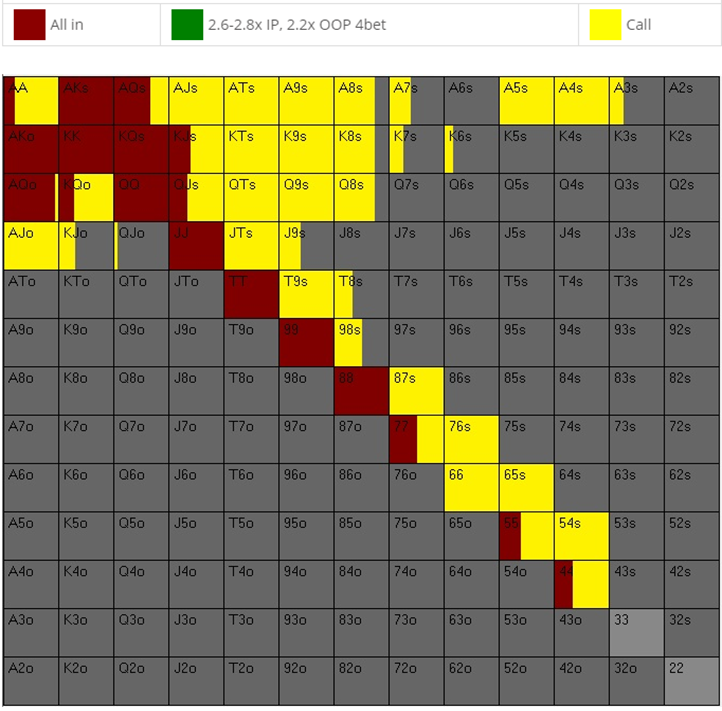 All in 2.6-2.8x IP, 2.2x OOP 4bet Call
AA AKs AQs AJs ATs A9s A8s A7s A6s A5s A4s A3s A2s
AKo KK KQs KJs KTs K9s K8s K7s K6s K5s K4s K3s K2s
AQo KQo QQ QJs QTs Q9s Q8s Q7s Q6s Q5s Q4s Q3s Q2s
AJo KJo QJo JJ JTs J9s J8s J7s J6s J5s J4s J3s J2s
ATo KTo QTo JTo TT T9s T8s T7s T6s T5s T4s T3s T2s
A9o K9o Q9o J9o T9o 99 98s 97s 96s 95s 94s 93s 92s
A8o K8o Q8o J8o T8o 98o 88 87s 86s 85s 84s 83s 82s
A7o K7o Q7o J7o T7o 97o 87o 77 76s 75s 74s 73s 72s
A6o K6o Q6o J6o T6o 96o 86o 76o 66 65s 64s 63s 62s
A5o K5o Q5o J5o T5o 95o 85o 75o 65o 55 54s 53s 52s
A4o K4o Q4o J4o T4o 94o 84o 74o 64o 54o 44 43s 42s
A3o K3o Q3o J3o T3o 93o 83o 73o 63o 53o 43o 33 32s
A2o K2o Q2o J2o T2o 92o 82o 72o 62o 52o 42o 32o 22